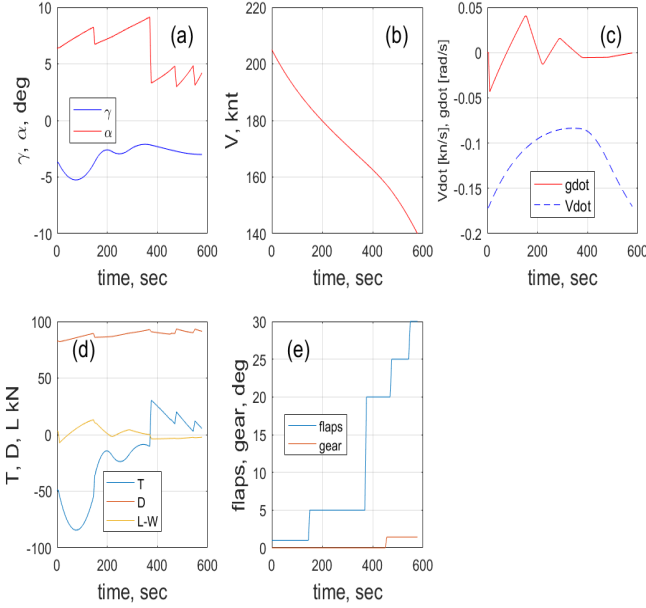 (a)
γ, α, deg
10
5
0
-5
-10
γ
α
0 200 400 600
time, sec
(b)
V, knt
220
200
180
160
140
0 200 400 600
time, sec
(c)
Vdot [kn/s], gdot [rad/s]
0.05
0
-0.05
-0.1
-0.15
-0.2
gdot
Vdot
0 200 400 600
time, sec
(d)
T, D, L kN
100
50
0
-50
-100
T
D
L-W
0 200 400 600
time, sec
(e)
flaps, gear, deg
30
25
20
15
10
5
0
flaps
gear
0 200 400 600
time, sec